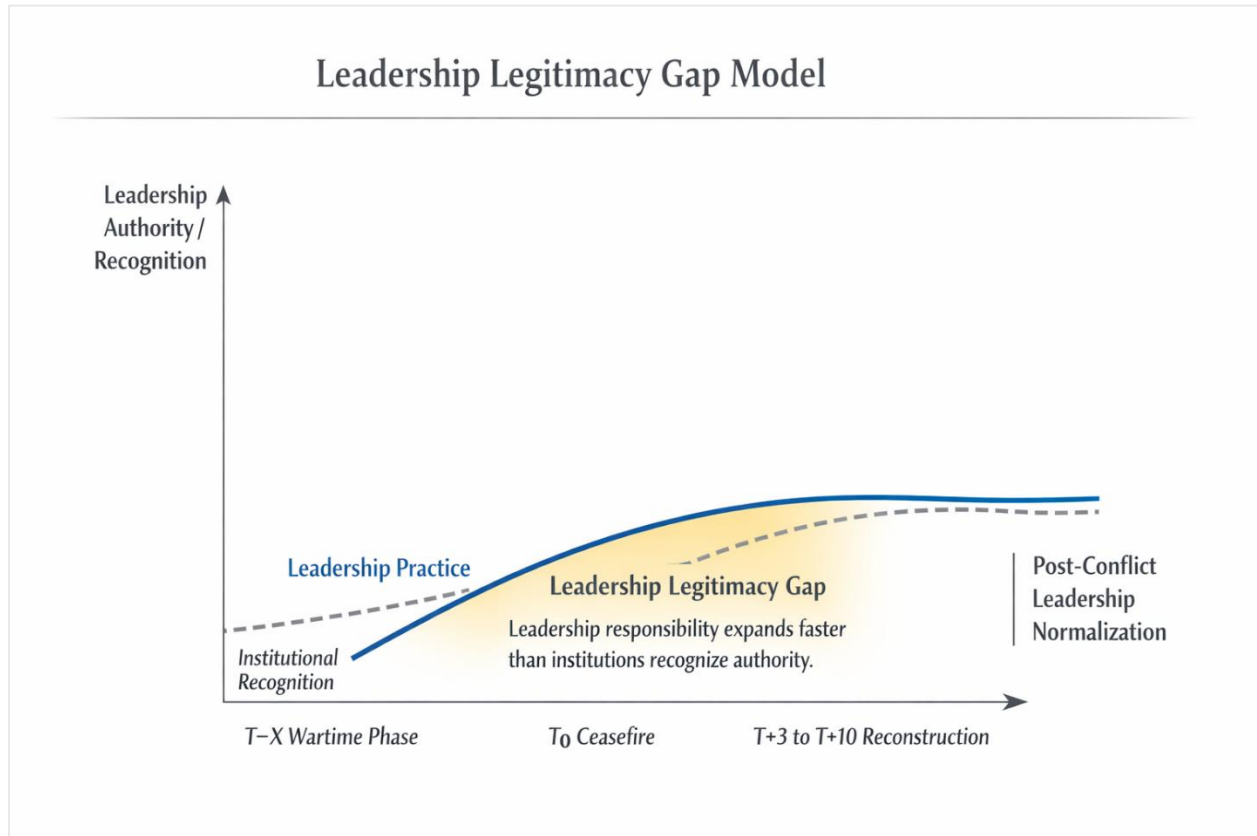 Leadership Legitimacy Gap Model
Leadership
Authority /
Recognition
Leadership Practice
Institutional
Recognition
Leadership Legitimacy Gap
Leadership responsibility expands faster
than institutions recognize authority.
Post-Conflict
Leadership
Normalization
T–X Wartime Phase
T0 Ceasefire
T+3 to T+10 Reconstruction